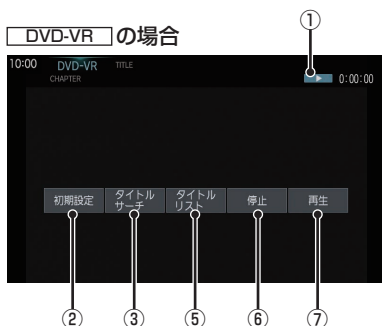 ①
DVD-VR の場合
10:00 DVD-VR TITLE
CHAPTER 0:00:00
初期設定 タイトル サーチ タイトル リスト 停止 再生
② ③ ⑤ ⑥ ⑦